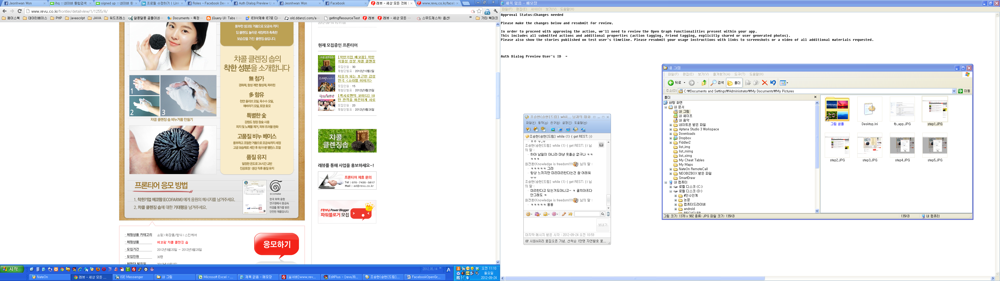 Jeonhwan Won
ihq :: 네이버 통합검색
signed up :: 네이버 통
프로필 수정하기 | Link
Roles - Facebook Dev
Auth Dialog Preview U
Jeonhwan Won
Facebook
레뷰 - 세상 모든 것에 |
www.revu.co.kr/faceb
www.revu.co.kr/frontier/detailview/1/1255/A/
페이스북
데이터베이스
PHP
javascript
JAVA
워드프레스
알콩달콩 곰돌이네…
Documents » 특정…
jQuery UI: Tabs : …
IE8삭제후 IE7로 다…
old.ddanzi.com/a…
getImgResourceTest
레뷰
레뷰 - 세상 모든 …
스무드제스처: 옵션!
»
기타 북마크
풍부한 생크림 거품으로 모공속 까지
딥 클렌징, 놀라운 세정력과 촉촉한
보습감을 가진 클렌징 솝입니다.
챠콜 클렌징 솝의
착한 성분을 소개합니다
無 첨가
경화제, 합성 계면 활성제, 파라핀
多 함유
천연 올리브 오일, 옥수수 오일,
해바라기 오일, 토양 효모
특별한 숯
강원도 청정 참숯 사용
피지 및 노폐물 제거, 피부 트러블 완화
고품질 비누 베이스
풍부하고 조밀한 거품으로 모공속까지 세정
고급 보습제로 세안 후 유/수분 밸런스 조절
품질 유지
일정한 온도로 24시간 교반
진공포장 : 생산 직후 품질 유지
1
2
3
챠콜 클렌징 솝 비누거품 만들기
프론티어 응모 방법
1. 착한기업 에코팜(ECOFARM) 에게 응원의 메시지를 남겨주세요.
2. 챠콜 클렌징 솝에 대한 기대평을 남겨주세요.
ECOFARM
한국 화학 융합
연구원에서 중금속
미검출 평가를 받은
안전한 제품입니다.
· 체험상품 카테고리
쇼핑>화장품/향수>스킨케어
· 체험상품
에코팜 챠콜 클렌징 솝
· 모집기간
2012년9월20일 ~ 2012년9월28일
· 모집인원
30명
응모하기
2012-09-14 15:11:00
현재 모집중인 프론티어
[착한기업 에코팜] 착한
식물성 성분 챠콜 클렌징
모집인원 : 30
체험단발표 : 2012년10월2일
소라별이야기
치유가 되는 포근한 감성
연극 <소라별 이야기>
모집인원 : 15
체험단발표 : 2012년9월25일
[섹시로맨틱 코미디] 10
만 관객을 화끈하게 사로
모집인원 : 20
체험단발표 : 2012년9월26일
챠콜
클렌징솝
레뷰를 통해 사업을 홍보하세요~!
프론티어 제휴 문의
Tel : 070-7435-5817
Mail : ad@revu.co.kr
revu Power Blogger
파워블로거 모집
제목 없음 - 메모장
파일(F) 편집(E) 서식(O) 보기(V) 도움말(H)
Approval Status:Changes needed
Please make the changes below and resubmit for review.
In order to proceed with approving the action, we'll need to review the Open Graph functionalities present within your app.
This includes all submitted actions and additional properties (action tagging, friend tagging, explicitly shared or user generated photos).
Please also show the stories published on test user's timeline. Please resubmit your usage instructions with links to screenshots or a video of all additional materials requested.
Auth Dialog Preview User's ID =
조승현(승현[드림] whil... 님과의 대화
파일(F) 동작(A) 친구(B) 설정(T) 도움말(H)
조승현(승현[드림] while (1) { get REST; })
ㅇㅇ ㅜ_ㅜ
조승현(승현[드림] while (1) { get REST; }) 님
의 말 :
하아 남일이 아니라 마냥 웃을순 없구나 ㅋㅋ
ㅋㅋㅋ
원전환(Knowledge is freedom!!!!) 님의 말 :
ㅋㅋㅋㅋㅋ 그랴
항상 느끼지만 미리미리한다는건 참 어려워
ㅜㅜ
조승현(승현[드림] while (1) { get REST; }) 님
의 말 :
미리한다고 되는거도아니고~ ㅋ 골치아프다
안그래도 ㅋ
원전환(Knowledge is freedom!!!!) 님의 말 :
ㅋㅋㅋㅋㅋ 웅웅
보내기
마지막 메시지 받은 시각 : 2012-09-24 오전 10:59
시원&유리 꽃집오픈 기념, 선착순 1만명 자연발효 꽃...
내 그림
파일(F) 편집(E) 보기(V) 즐겨찾기(A) 도구(T) 도움말(H)
뒤로
검색
폴더
주소(D)
C:₩Documents and Settings₩Administrator₩My Documents₩My Pictures
이동
폴더
바탕 화면
내 문서
내 그림
내 셰이프
내 음악
네이트온 받은 파일
Aptana Studio 3 Workspace
Downloads
Dropbox
Fiddler2
list_img
list_mimg
list_simg
My Cheat Tables
My Maps
NateOn RemoteCall
NEOBIZBOX 받은 파일
SmartDraw
내 컴퓨터
로컬 디스크 (C:)
로컬 디스크 (D:)
#인수인계
논문
컴퓨터드라이버
android
RECYCLER
그림 샘플
Desktop.ini
fb_app.JPG
step1.JPG
step2.JPG
step3.JPG
step4.JPG
step5.JPG
그림 크기: 1378 x 982 종류: JPG 파일 크기: 135KB
135KB
내 컴퓨터
시작
2012.05.14
»
A
24
오전 11:10
월요일
2012-09-24
NateOn
레뷰 - 세상 모든 ...
ISE Messenger
내 그림
Microsoft Excel - ...
제목 없음 - 메모장
[실서버]www.rev...
EditPlus - [revu39...
조승현(승현[드림]...
FacebookOpenGr...